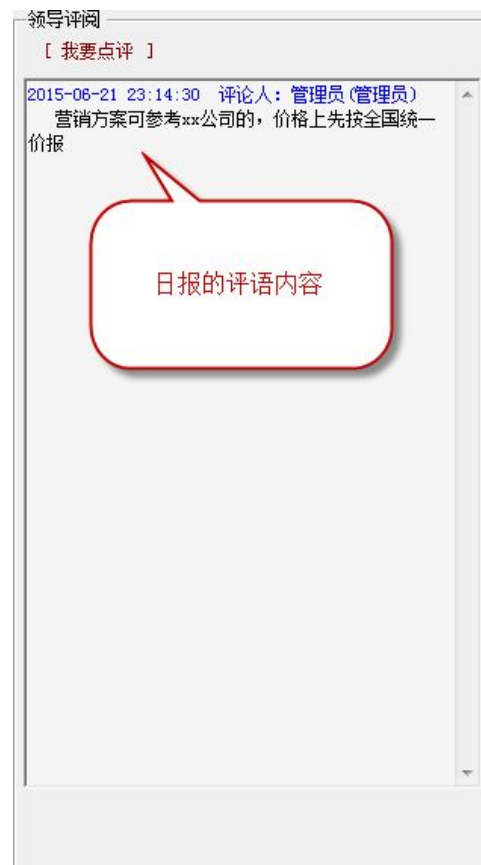 领导评阅
[ 我要点评 ]
2015-06-21 23:14:30 评论人：管理员(管理员)
营销方案可参考xx公司的，价格上先按全国统一
价报
日报的评语内容